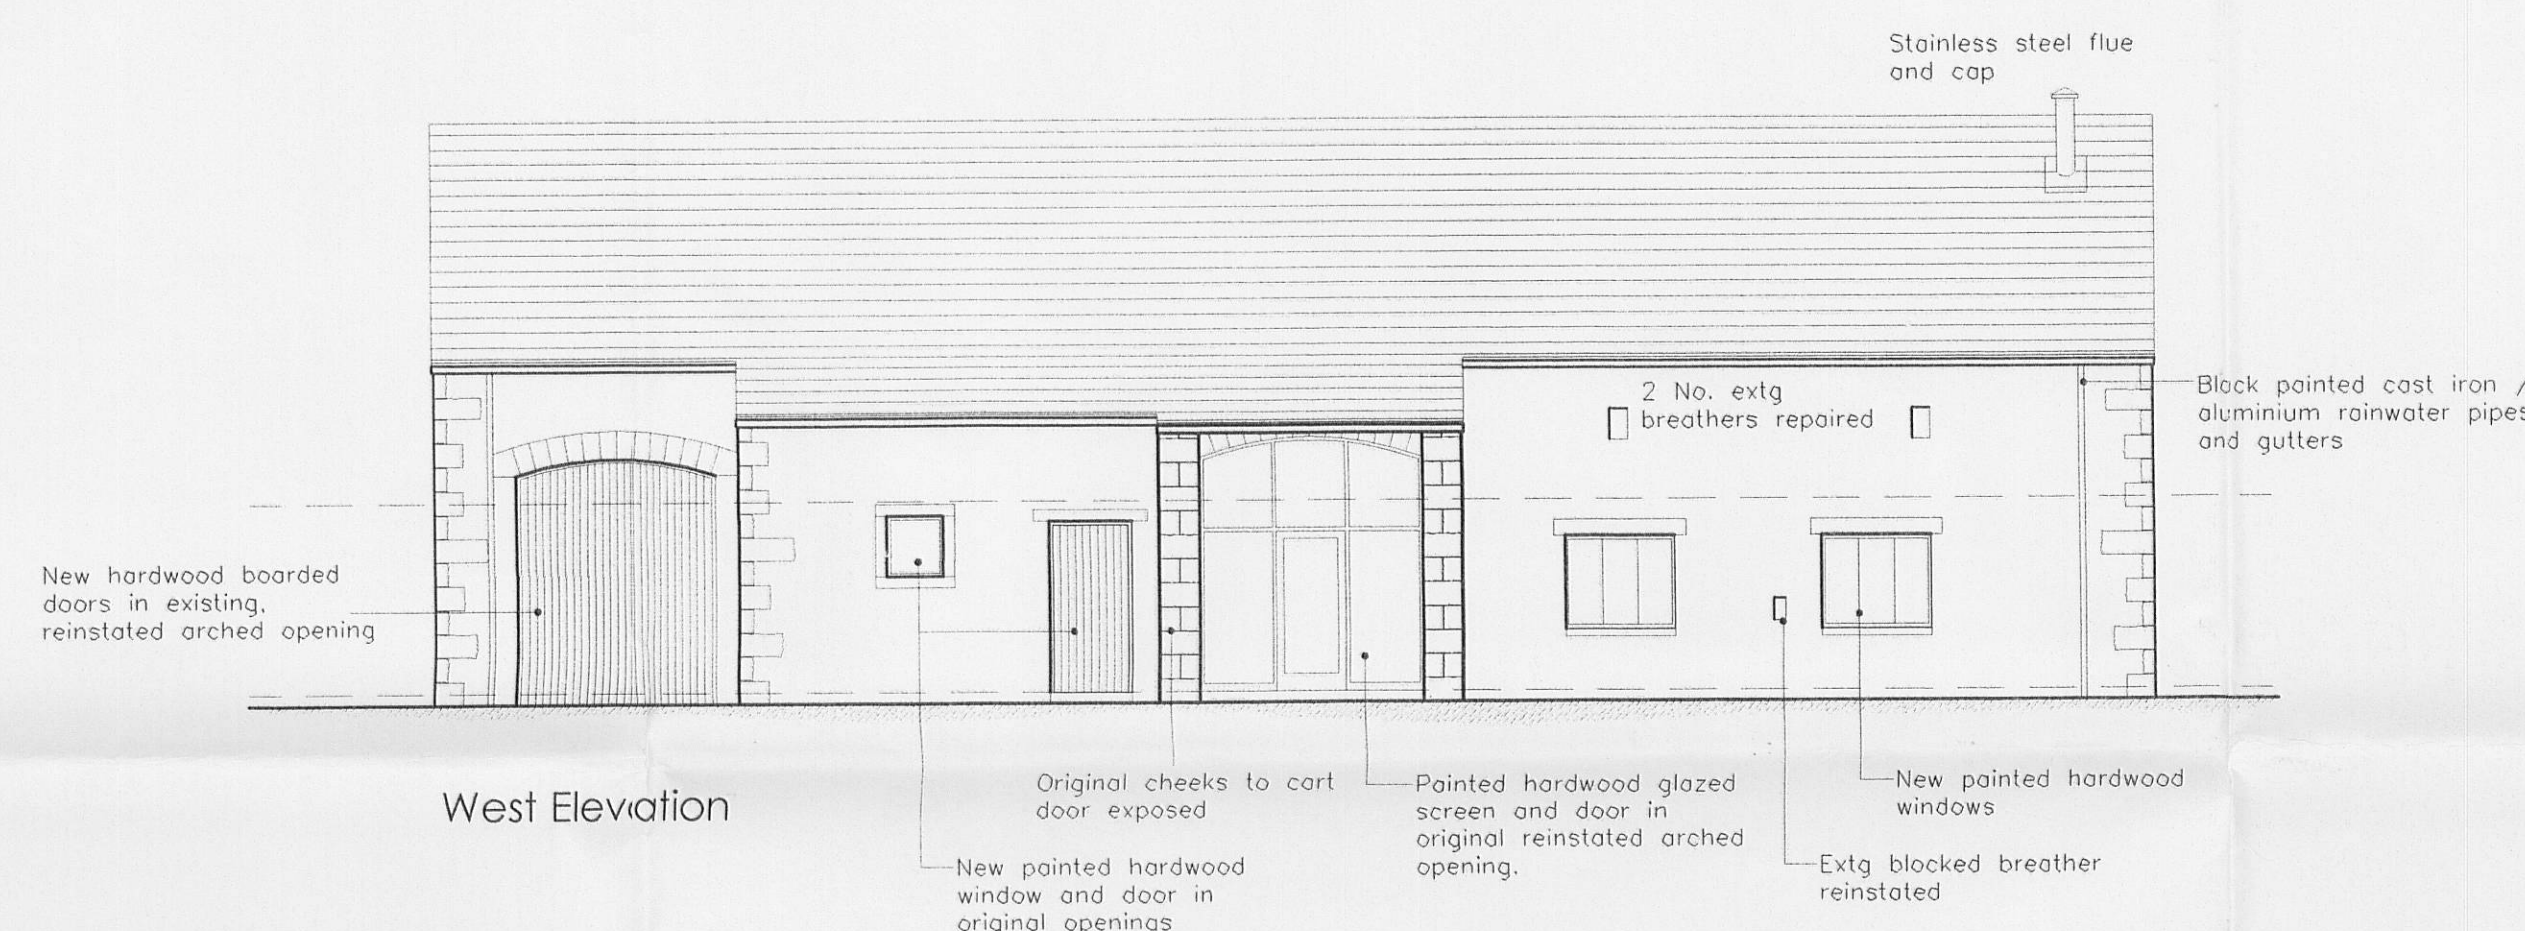 Stainless steel flue
and cap
2 No. extg
breathers repaired
Black painted cast iron /
aluminium rainwater pipes
and gutters
New hardwood boarded
doors in existing,
reinstated arched opening
West Elevation
Original cheeks to cart
door exposed
New painted hardwood
window and door in
original openings
Painted hardwood glazed
screen and door in
original reinstated arched
opening.
New painted hardwood
windows
Extg blocked breather
reinstated